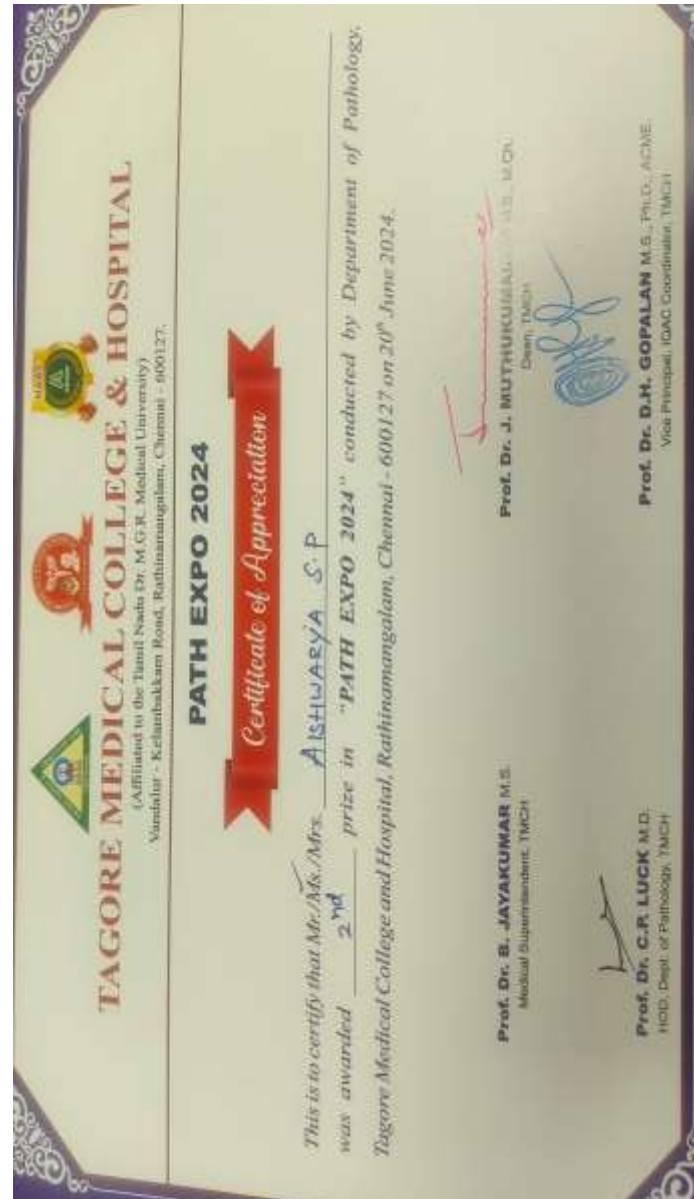 TAGORE MEDICAL COLLEGE & HOSPITAL
(Affiliated to the Tamil Nadu Dr. M.G.R. Medical University)
Vandalur - Kelambakkam Road, Rathinamangalam, Chennai - 600127.
PATH EXPO 2024
Certificate of Appreciation
This is to certify that Mr./Ms./Mrs. AISHWARYA S.P
was awarded 2nd prize in "PATH EXPO 2024" conducted by Department of Pathology,
Tagore Medical College and Hospital, Rathinamangalam, Chennai - 600127 on 20th June 2024.
Prof. Dr. B. JAYAKUMAR M.S.
Medical Superintendent, TMCH
Prof. Dr. J. MUTHUKUMAR M.S., M.Ch.
Dean, TMCH
Prof. Dr. C.P. LUCK M.D.
HOD, Dept. of Pathology, TMCH
Prof. Dr. D.H. GOPALAN M.S., Ph.D., ACME.
Vice Principal, IQAC Coordinator, TMCH